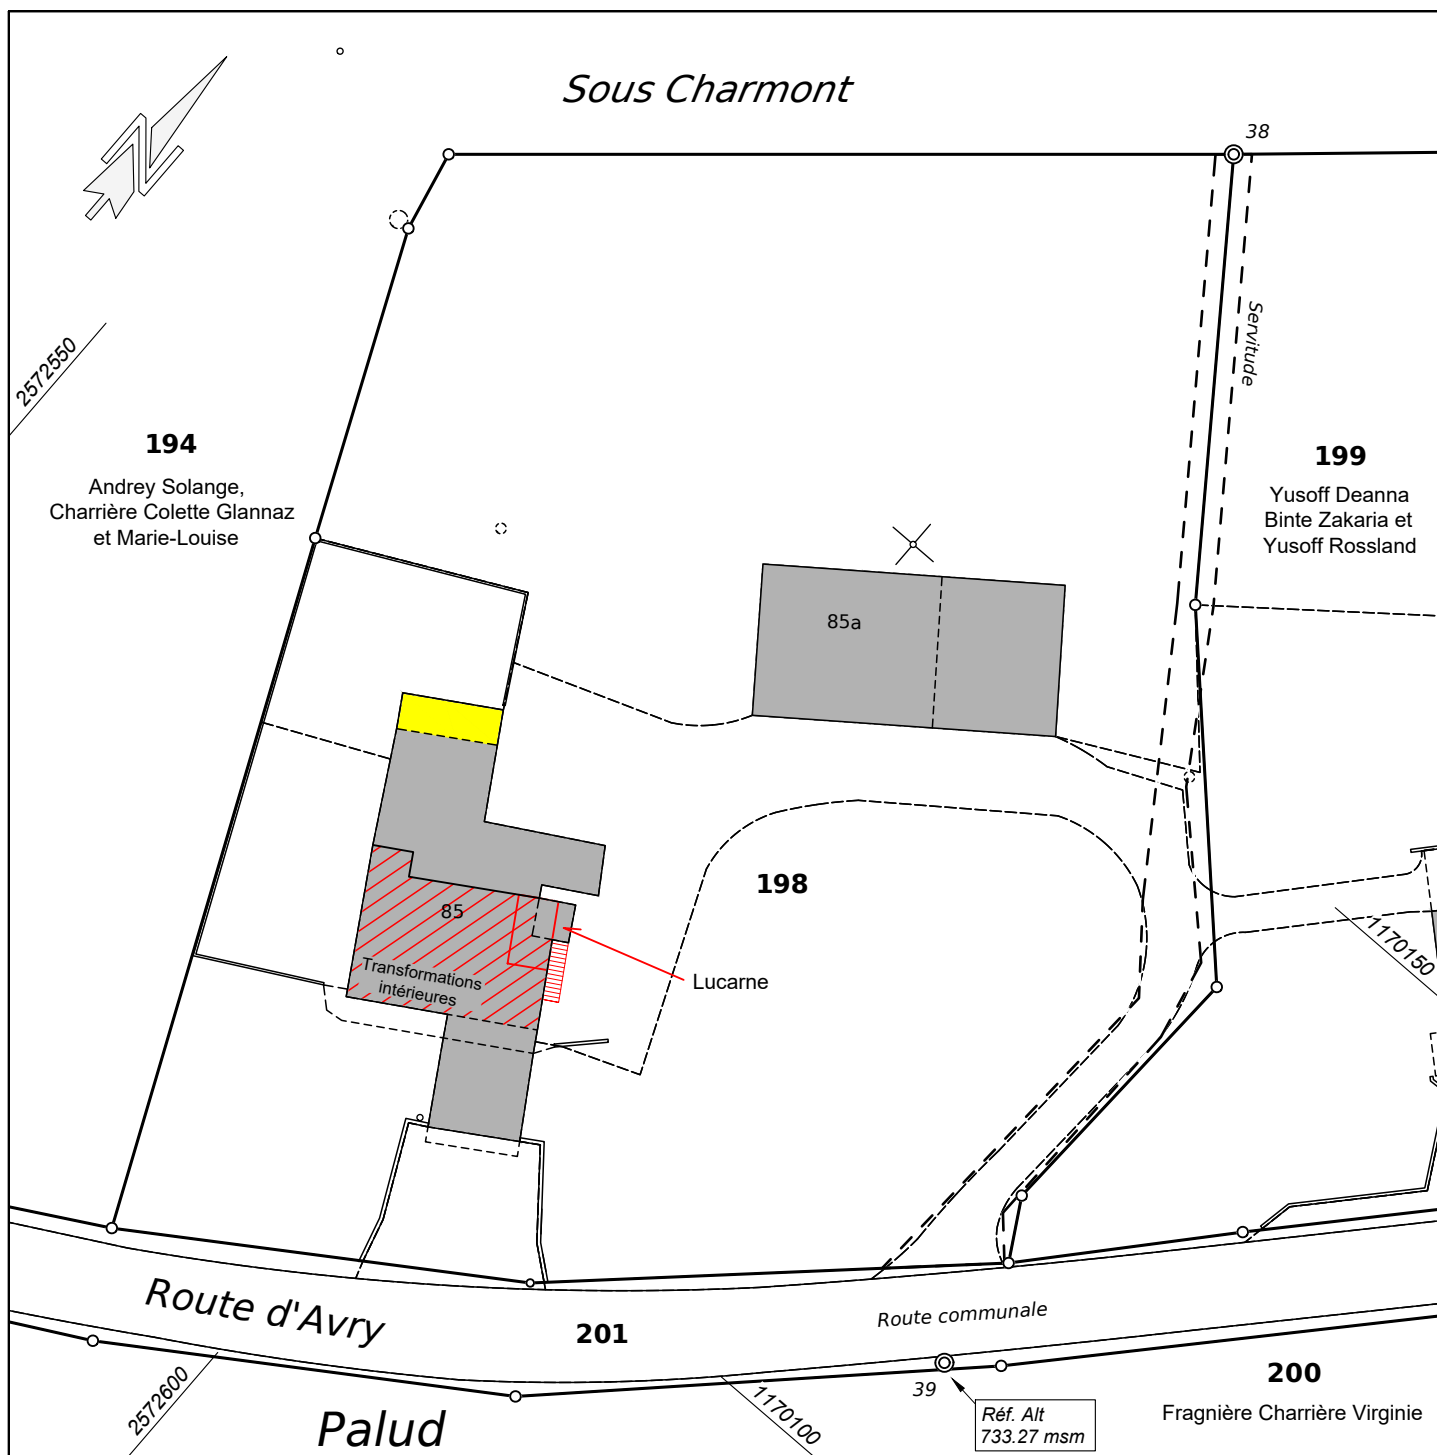 Sous Charmont
38
Servitude
2572550
194
Andrey Solange,
Charrière Colette Glannaz
et Marie-Louise
199
Yusoff Deanna
Binte Zakaria et
Yusoff Rossland
85a
198
85
Transformations
intérieures
Lucarne
1170150
Route d'Avry
201
Route communale
39
Réf. Alt
733.27 msm
200
Fragnière Charrière Virginie
2572600
1170100
Palud